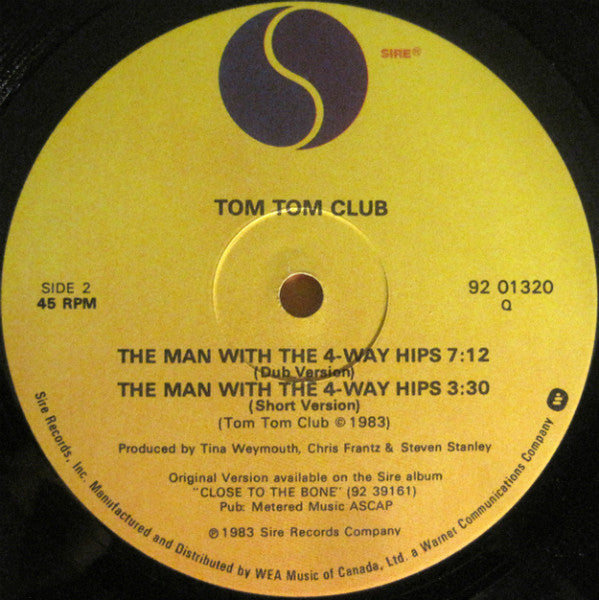 SIRE®
TOM TOM CLUB
SIDE 2
45 RPM
92 01320
Q
THE MAN WITH THE 4-WAY HIPS 7:12
(Dub Version)
THE MAN WITH THE 4-WAY HIPS 3:30
(Short Version)
(Tom Tom Club © 1983)
Produced by Tina Weymouth, Chris Frantz & Steven Stanley
Original Version available on the Sire album
"CLOSE TO THE BONE" (92 39161)
Pub: Metered Music ASCAP
℗ 1983 Sire Records Company
Sire Records, Inc. Manufactured and Distributed by WEA Music of Canada, Ltd. a Warner Communications Company